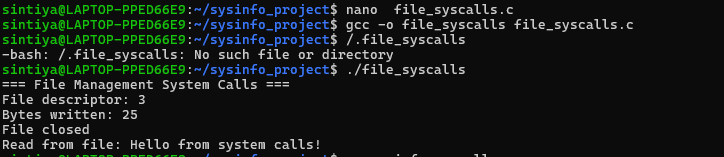 sintiya@LAPTOP-PPED66E9:~/sysinfo_project$ nano  file_syscalls.c
sintiya@LAPTOP-PPED66E9:~/sysinfo_project$ gcc -o file_syscalls file_syscalls.c
sintiya@LAPTOP-PPED66E9:~/sysinfo_project$ /.file_syscalls
-bash: /.file_syscalls: No such file or directory
sintiya@LAPTOP-PPED66E9:~/sysinfo_project$ ./file_syscalls
=== File Management System Calls ===
File descriptor: 3
Bytes written: 25
File closed
Read from file: Hello from system calls!